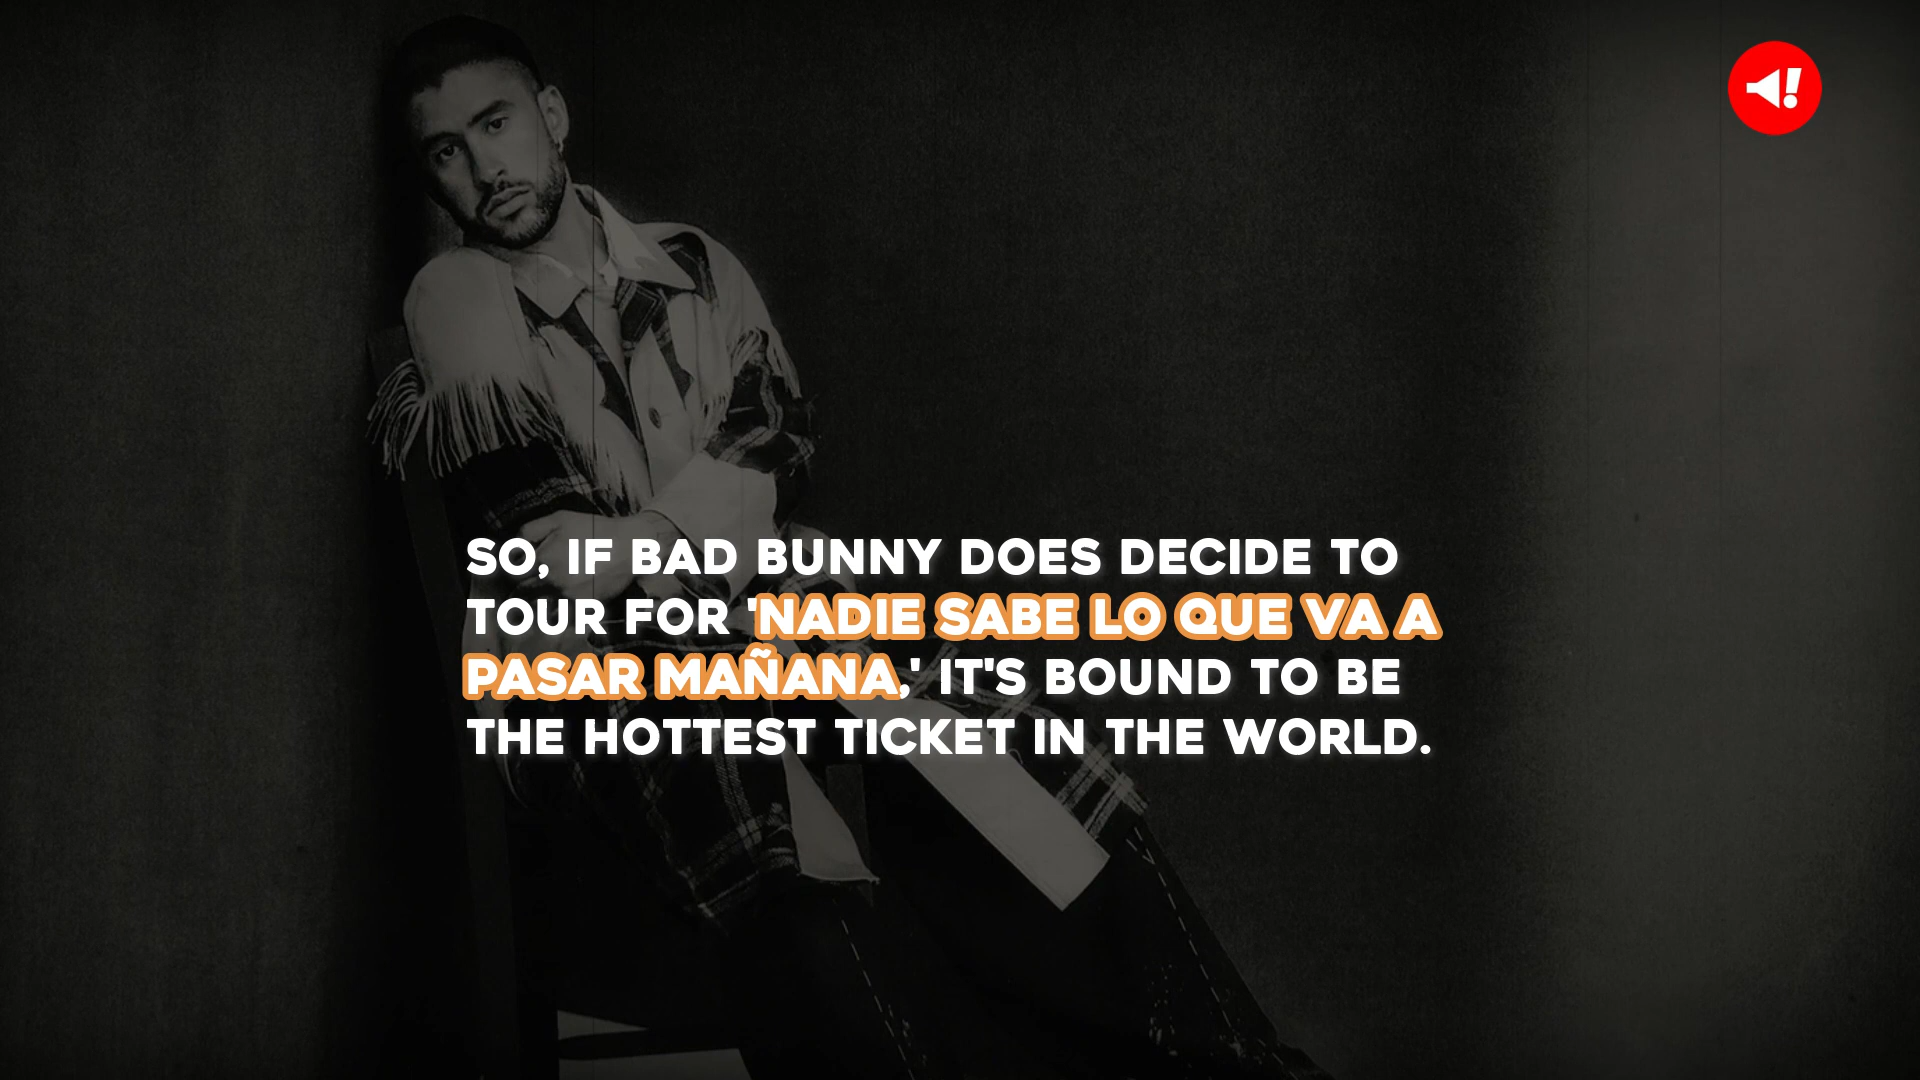 SO, IF BAD BUNNY DOES DECIDE TO
TOUR FOR 'NADIE SABE LO QUE VA A
PASAR MAÑANA,' IT'S BOUND TO BE
THE HOTTEST TICKET IN THE WORLD.